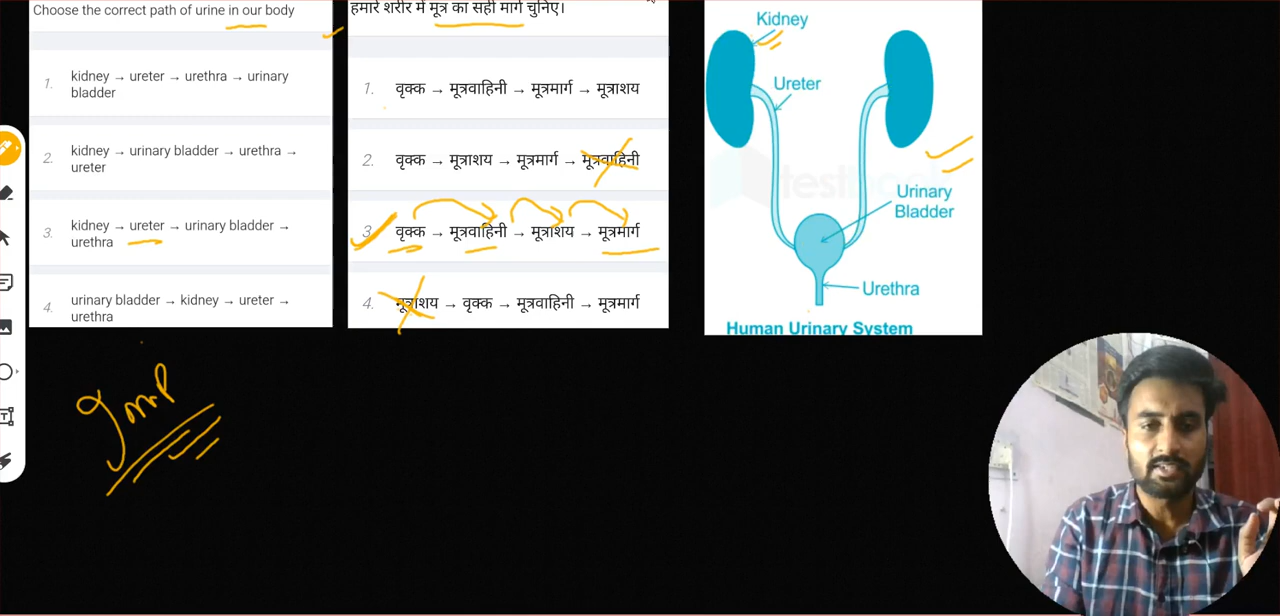 Choose the correct path of urine in our body
1. kidney → ureter → urethra → urinary
bladder
2. kidney → urinary bladder → urethra →
ureter
3. kidney → ureter → urinary bladder →
urethra
4. urinary bladder → kidney → ureter →
urethra
हमारे शरीर में मूत्र का सही मार्ग चुनिए।
1. वृक्क → मूत्रवाहिनी → मूत्रमार्ग → मूत्राशय
2. वृक्क → मूत्राशय → मूत्रमार्ग → मूत्रवाहिनी
3. वृक्क → मूत्रवाहिनी → मूत्राशय → मूत्रमार्ग
4. मूत्राशय → वृक्क → मूत्रवाहिनी → मूत्रमार्ग
Kidney
Ureter
Urinary
Bladder
Urethra
Human Urinary System